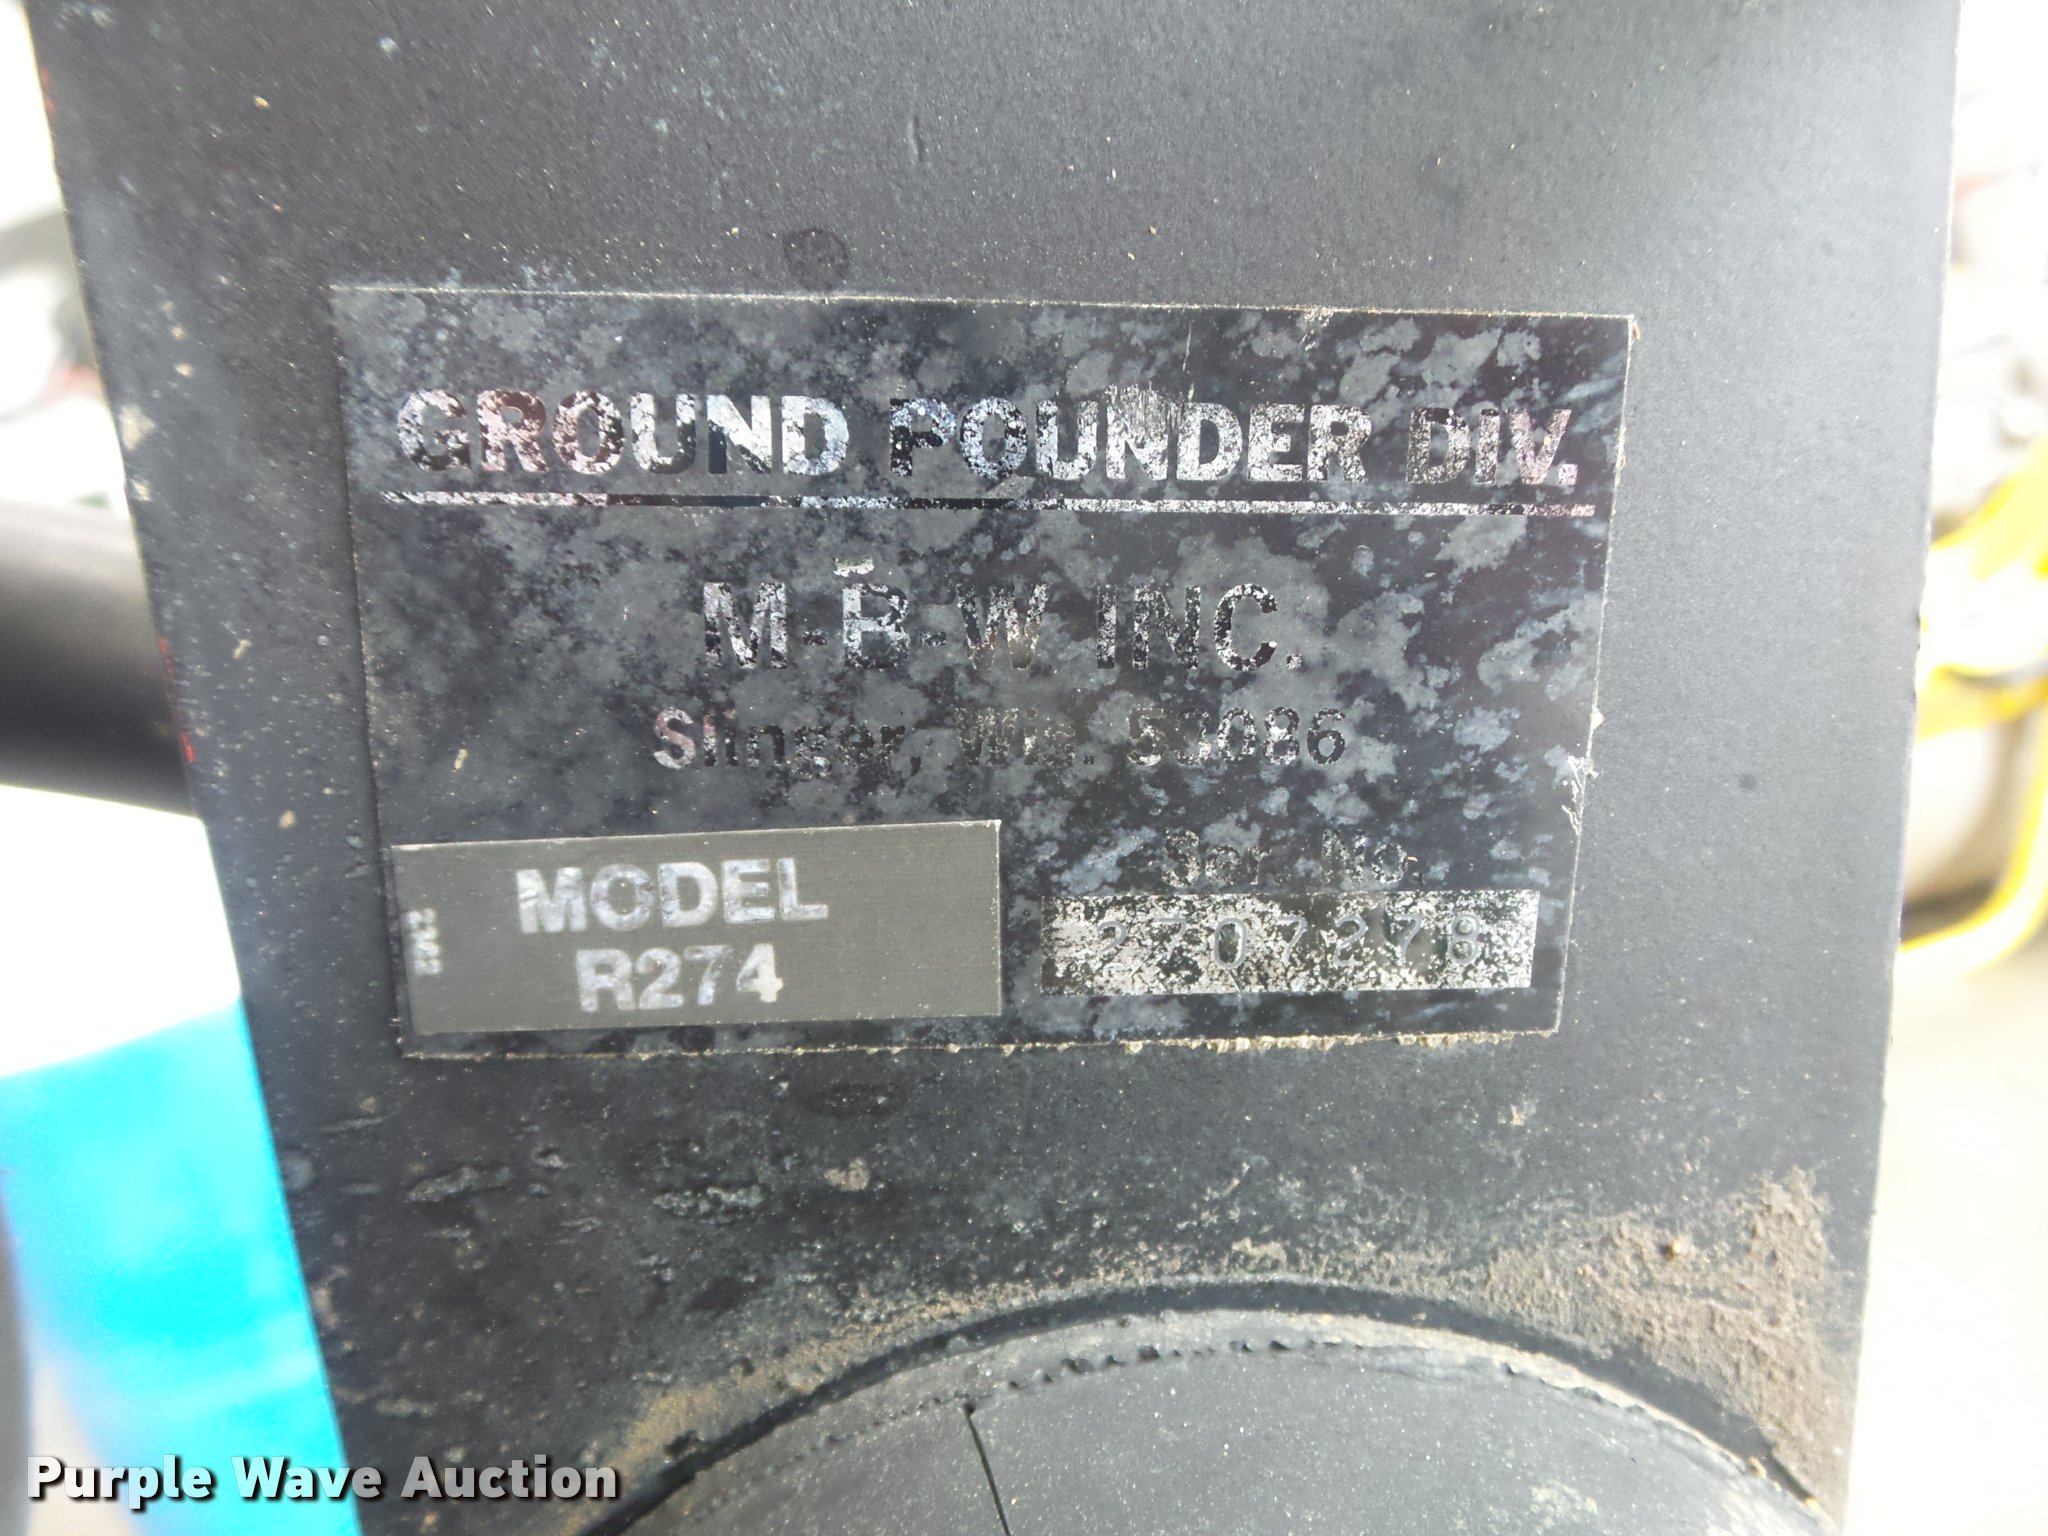 GROUND POUNDER DIV.
M-B-W INC.
Slinger, Wis. 53086
MODEL
R274
Ser. No.
2707278
Purple Wave Auction